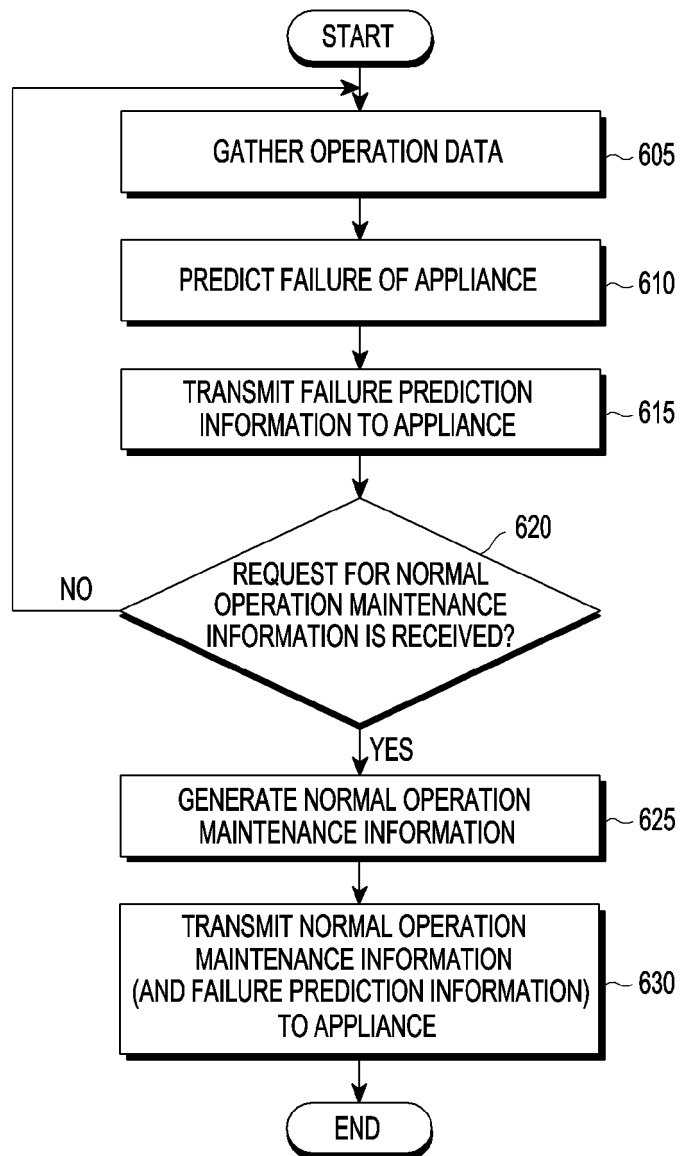 START
GATHER OPERATION DATA
605
PREDICT FAILURE OF APPLIANCE
610
TRANSMIT FAILURE PREDICTION
INFORMATION TO APPLIANCE
615
620
REQUEST FOR NORMAL
OPERATION MAINTENANCE
INFORMATION IS RECEIVED?
NO
YES
GENERATE NORMAL OPERATION
MAINTENANCE INFORMATION
625
TRANSMIT NORMAL OPERATION
MAINTENANCE INFORMATION
(AND FAILURE PREDICTION INFORMATION)
TO APPLIANCE
630
END